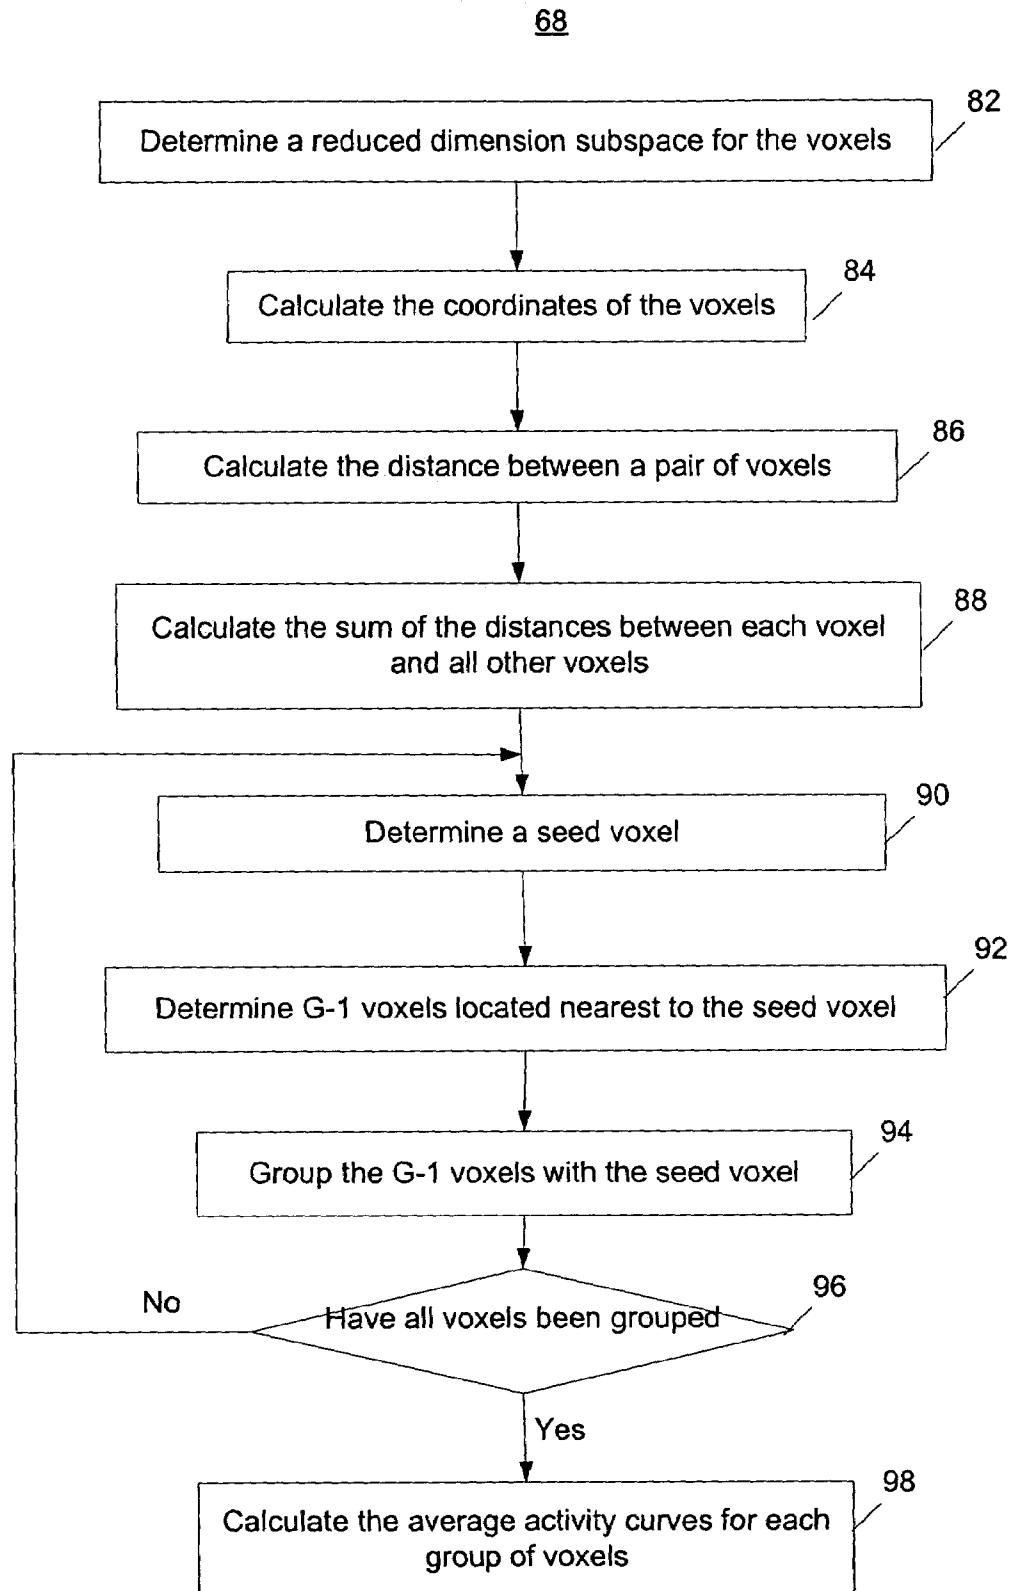 68
82
Determine a reduced dimension subspace for the voxels
84
Calculate the coordinates of the voxels
86
Calculate the distance between a pair of voxels
88
Calculate the sum of the distances between each voxel
and all other voxels
90
Determine a seed voxel
92
Determine G-1 voxels located nearest to the seed voxel
94
Group the G-1 voxels with the seed voxel
96
No
Have all voxels been grouped
Yes
98
Calculate the average activity curves for each
group of voxels